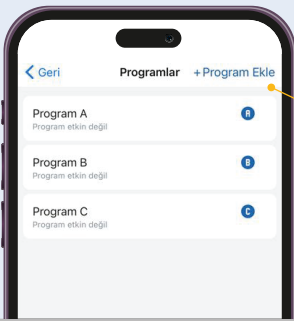 Geri
Programlar
+Program Ekle
Program A
A
Program etkin değil
Program B
B
Program etkin değil
Program C
C
Program etkin değil